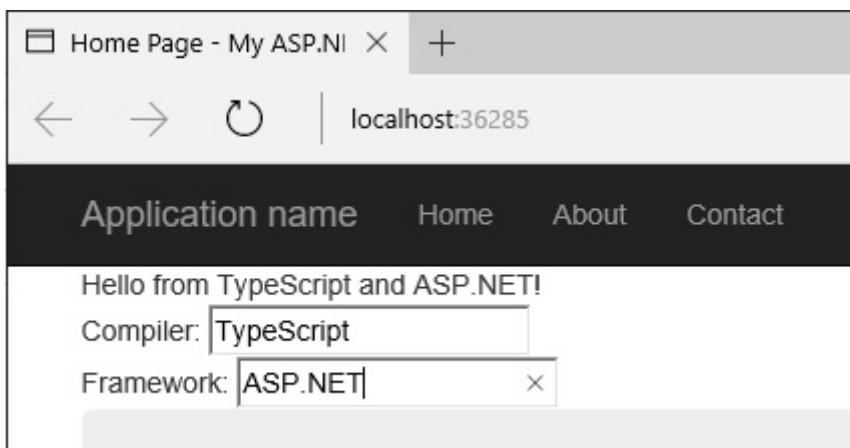 Home Page - My ASP.NI
localhost:36285
Application name Home About Contact
Hello from TypeScript and ASP.NET!
Compiler: TypeScript
Framework: ASP.NET